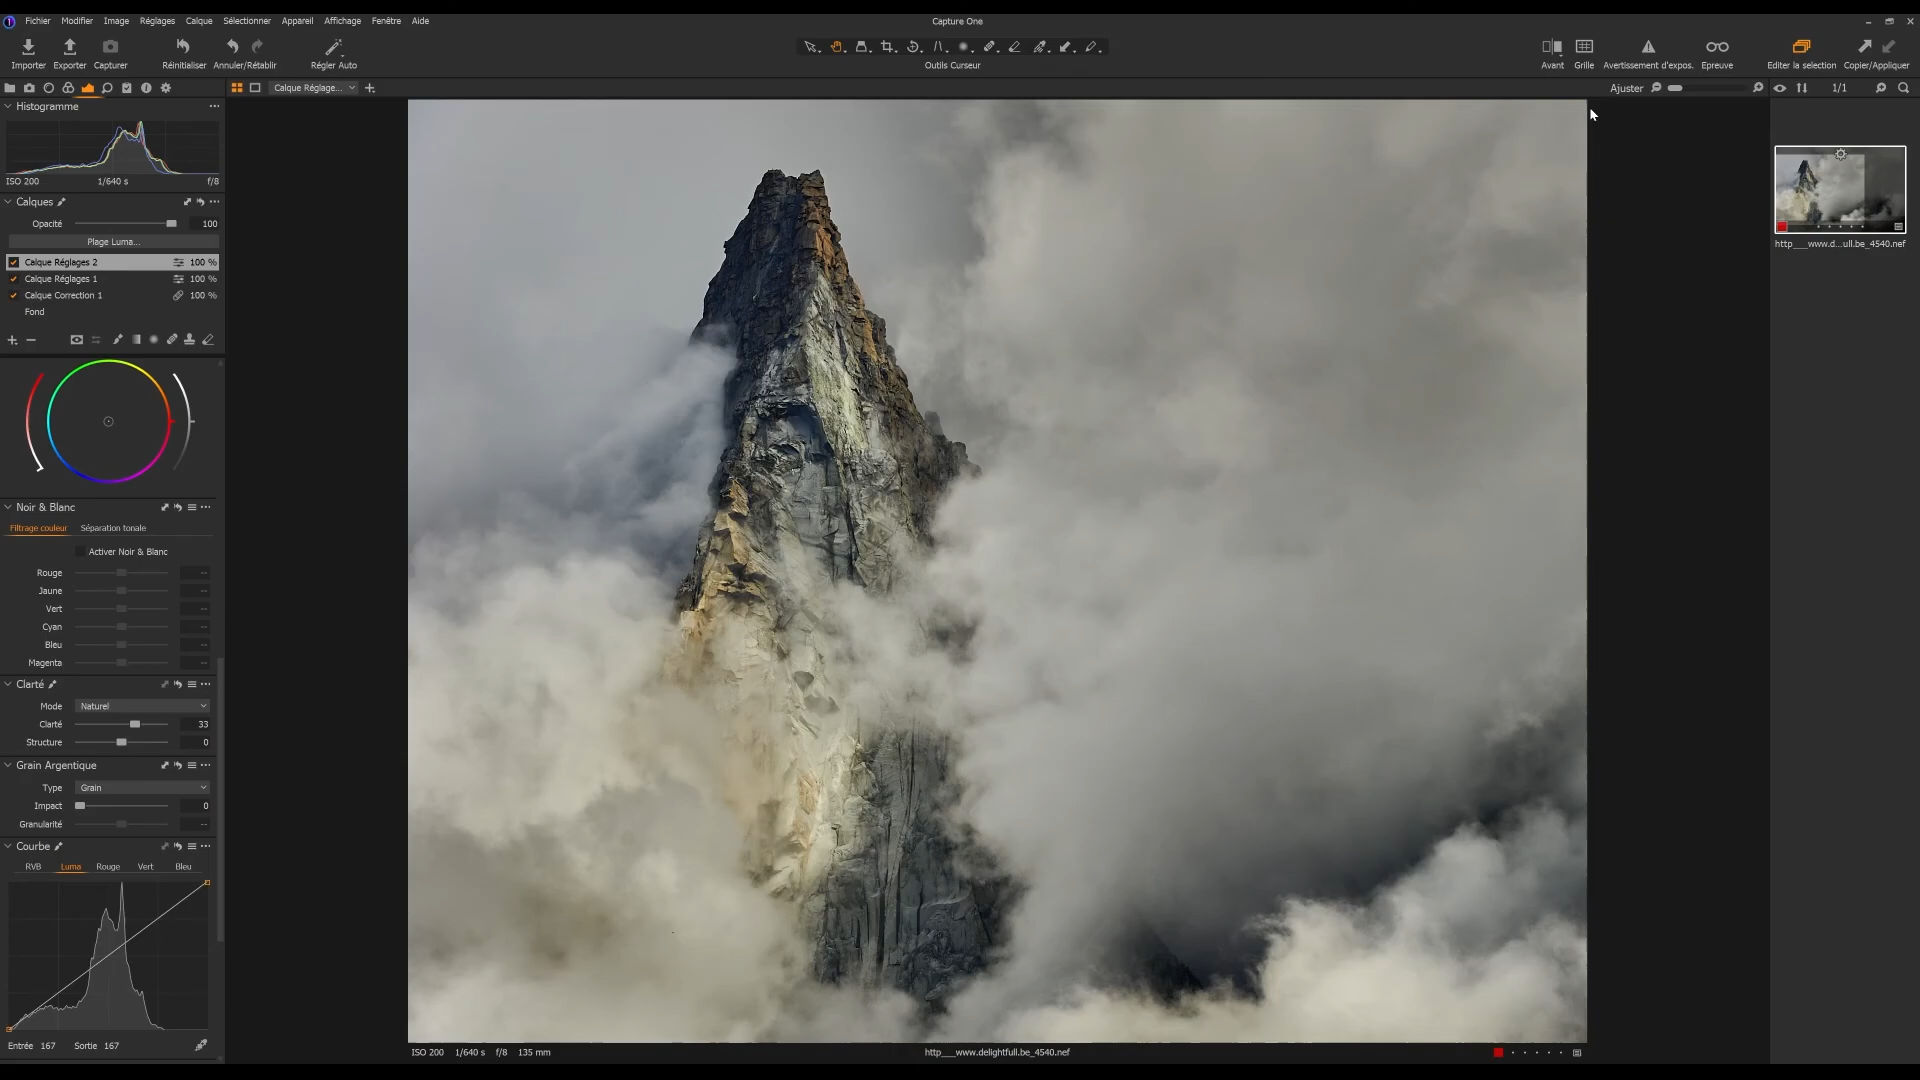 Fichier Modifier Image Réglages Calque Sélectionner Appareil Affichage Fenêtre Aide
Capture One
Importer Exporter Capturer Réinitialiser Annuler/Rétablir Régler Auto
Outils Curseur
Avant Grille Avertissement d'expos. Epreuve Editer la selection Copier/Appliquer
Calque Réglage...
Ajuster
1/1
Histogramme
ISO 200 1/640 s f/8
Calques
Opacité 100
Plage Luma...
Calque Réglages 2 100 %
Calque Réglages 1 100 %
Calque Correction 1 100 %
Fond
http___www.d...ull.be_4540.nef
Noir & Blanc
Filtrage couleur Séparation tonale
Activer Noir & Blanc
Rouge --
Jaune --
Vert --
Cyan --
Bleu --
Magenta --
Clarté
Mode Naturel
Clarté 33
Structure 0
Grain Argentique
Type Grain
Impact 0
Granularité --
Courbe
RVB Luma Rouge Vert Bleu
Entrée 167 Sortie 167
ISO 200 1/640 s f/8 135 mm
http___www.delightfull.be_4540.nef